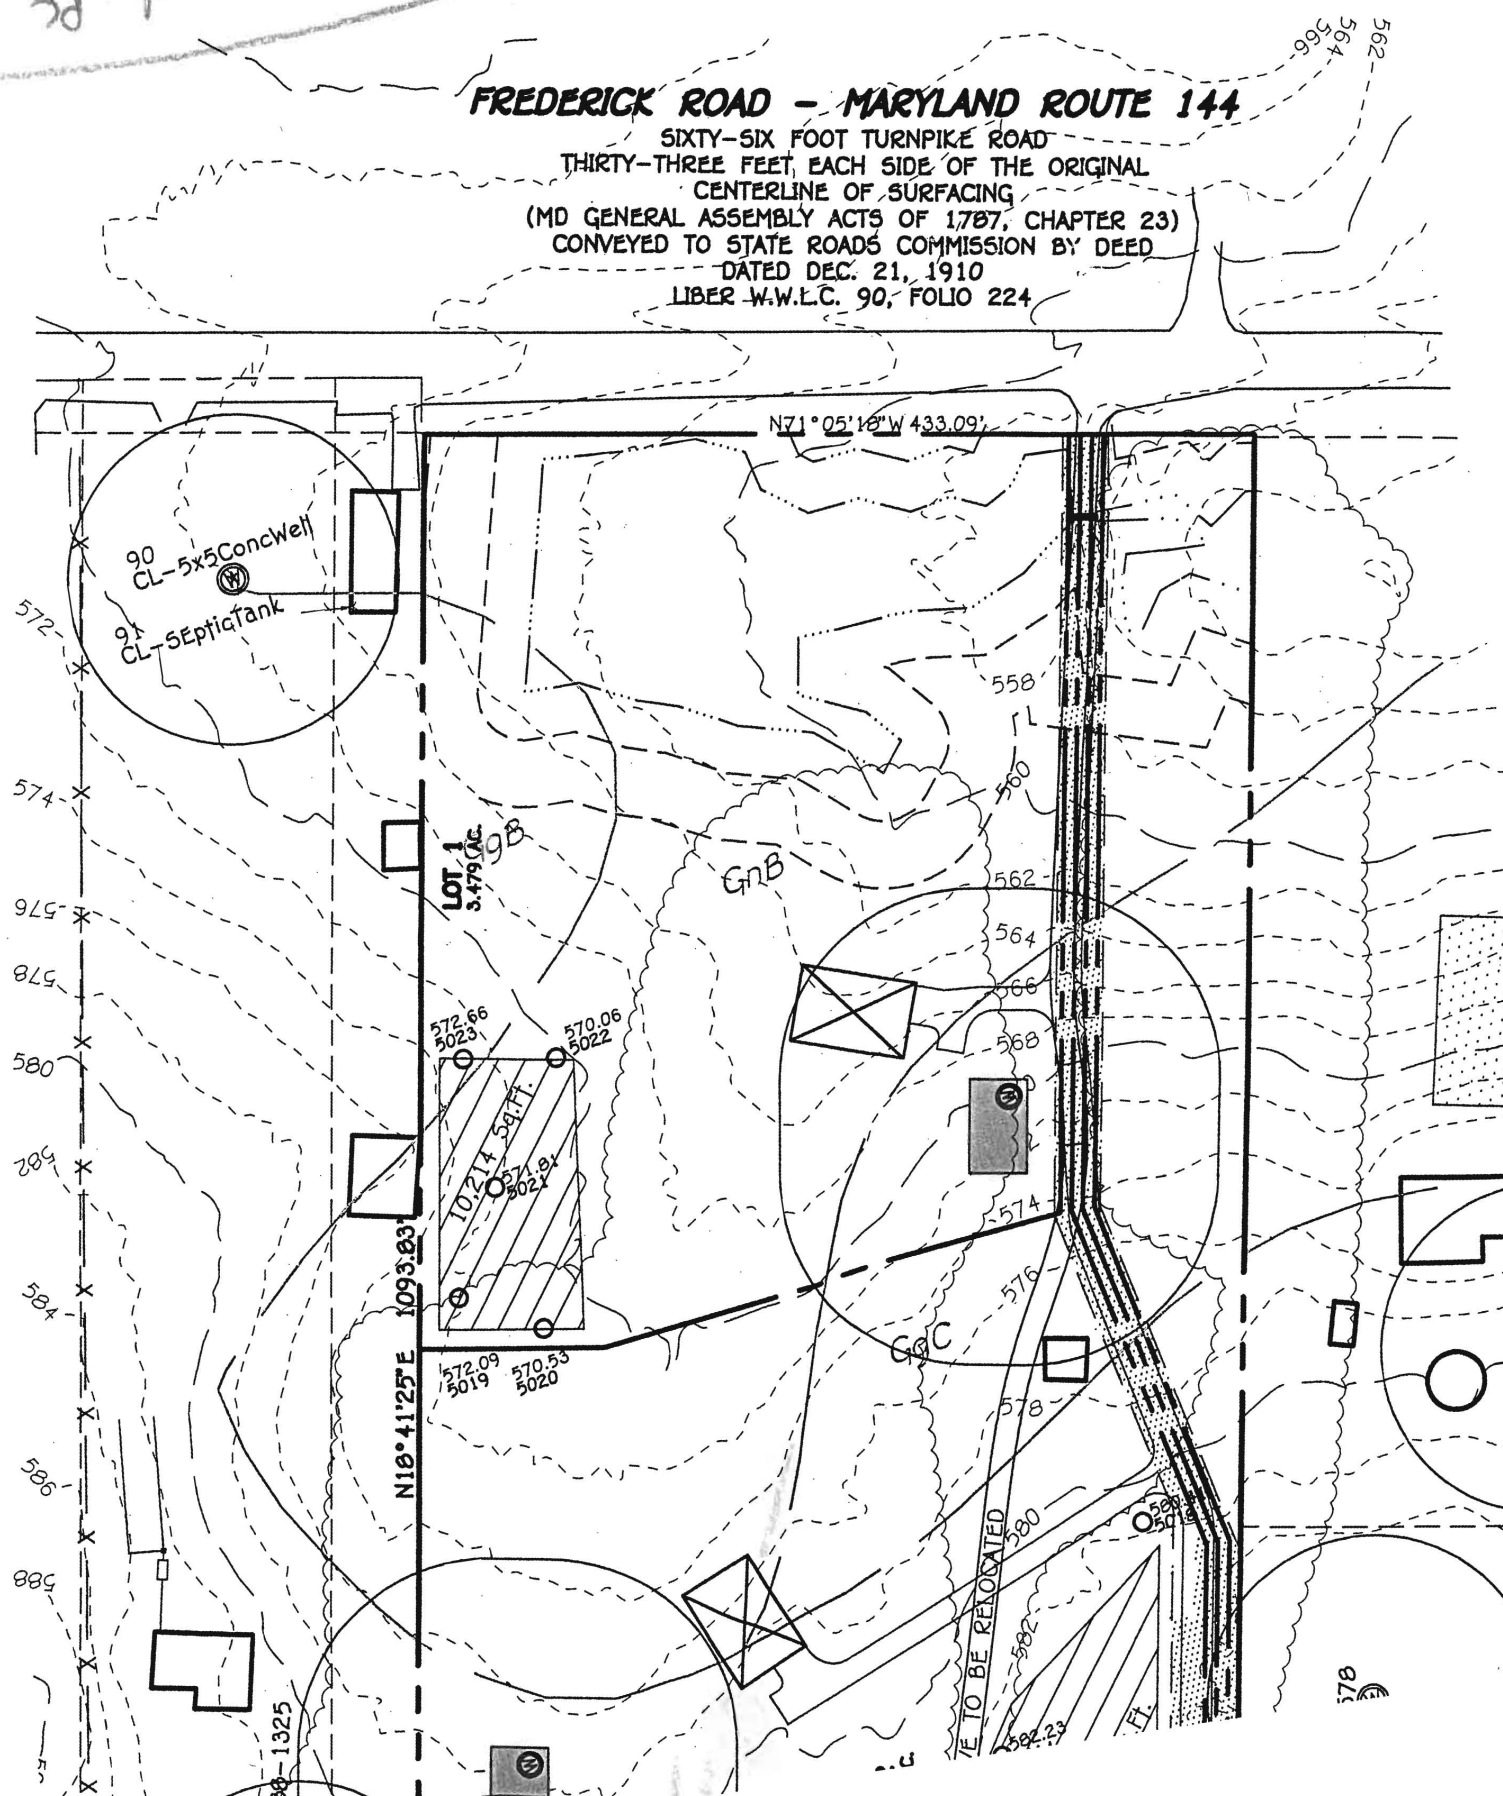 566
564
562
FREDERICK ROAD - MARYLAND ROUTE 144
SIXTY-SIX FOOT TURNPIKE ROAD
THIRTY-THREE FEET EACH SIDE OF THE ORIGINAL
CENTERLINE OF SURFACING
(MD GENERAL ASSEMBLY ACTS OF 1787, CHAPTER 23)
CONVEYED TO STATE ROADS COMMISSION BY DEED
DATED DEC. 21, 1910
LIBER W.W.L.C. 90, FOLIO 224
N71°05'18"W 433.09'
90
CL-5x5ConcWell
W
91
CL-SEpticTank
572
558
574
560
LOT 1
3.479 AC.
GgB
GnB
562
576
564
578
566
572.66
5023
570.06
5022
568
580
W
10,214 Sq.Ft.
571.81
5021
582
574
N18°41'25"E 1093.83'
576
584
GgC
572.09
5019
570.53
5020
578
586
580
588
TO BE RELOCATED
582
578
W
582.23
Ft.
W